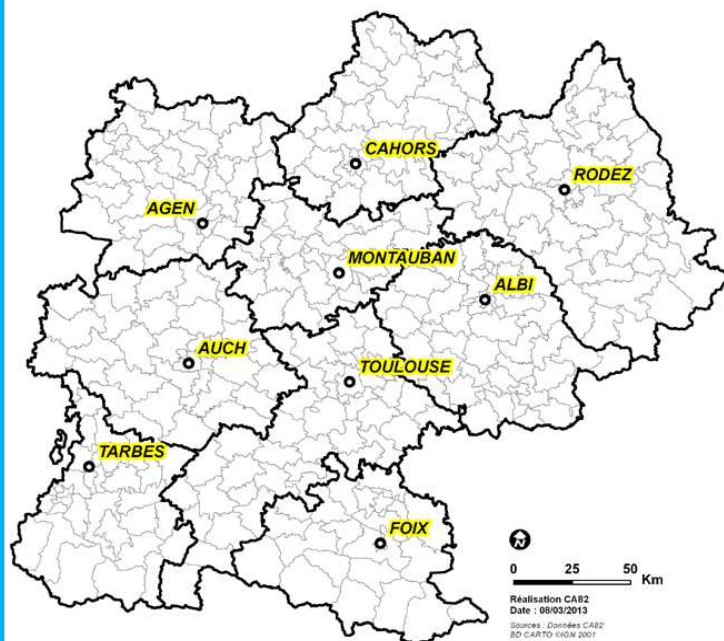 CAHORS
RODEZ
AGEN
MONTAUBAN
ALBI
AUCH
TOULOUSE
TARBES
FOIX
N
0 25 50
Km
Réalisation CA82
Date : 08/03/2013
Sources : Données CA82
BD CARTO ©IGN 2001